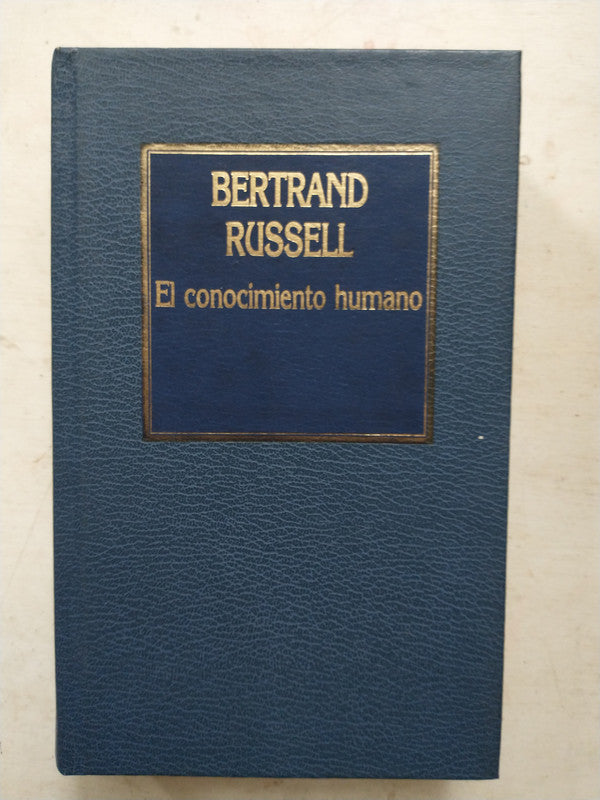 BERTRAND
RUSSELL
El conocimiento humano